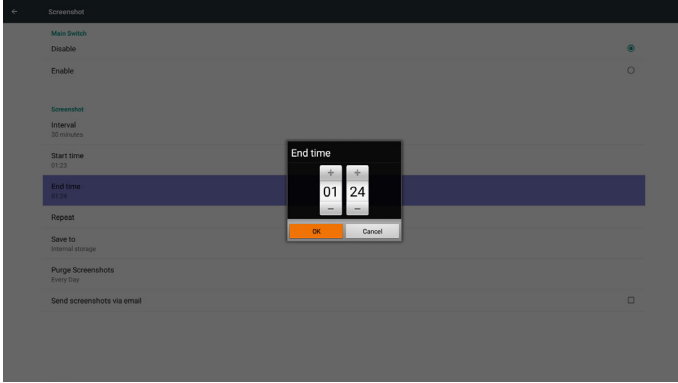 Screenshot
Main Switch
Disable
Enable
Screenshot
Interval
30 minutes
Start time
01:23
End time
01:24
Repeat
Save to
Internal storage
Purge Screenshots
Every Day
Send screenshots via email
End time
+ +
01 24
− −
OK Cancel